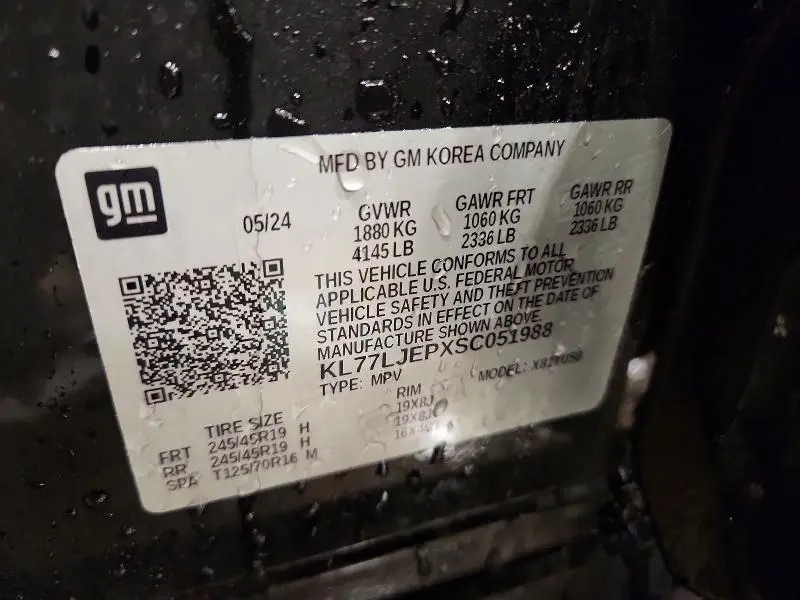 gm
MFD BY GM KOREA COMPANY
05/24
GVWR
1880 KG
4145 LB
GAWR FRT
1060 KG
2336 LB
GAWR RR
1060 KG
2336 LB
THIS VEHICLE CONFORMS TO ALL
APPLICABLE U.S. FEDERAL MOTOR
VEHICLE SAFETY AND THEFT PREVENTION
STANDARDS IN EFFECT ON THE DATE OF
MANUFACTURE SHOWN ABOVE.
KL77LJEPXSC051988
TYPE: MPV
MODEL:
TIRE SIZE
RIM
FRT 245/45R19 H 19X8J
RR 245/45R19 H 19X8J
SPA T125/70R16 M